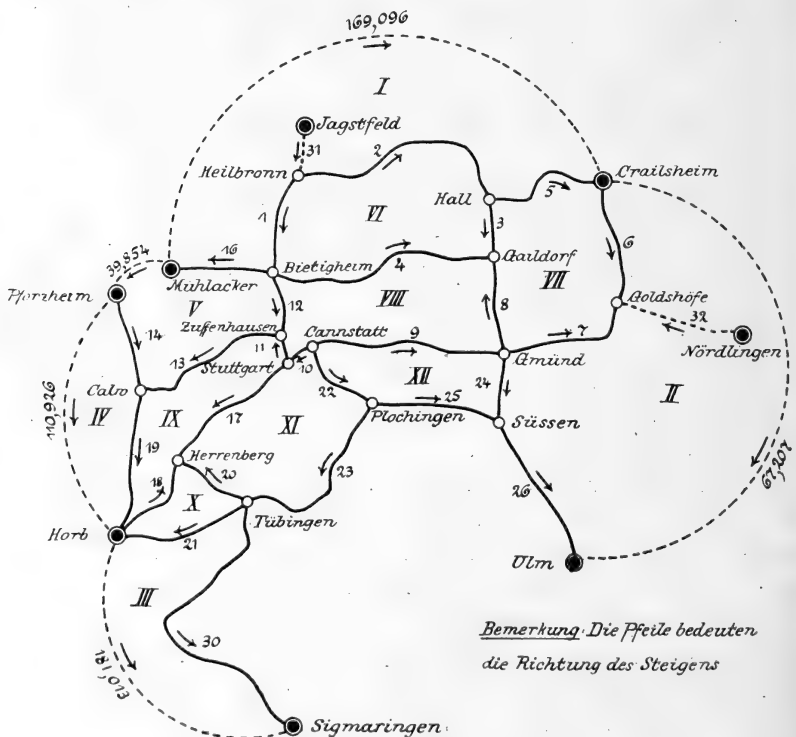 169,096
I
Jagstfeld
31
2
Heilbronn
Crailsheim
Hall
5
1
VI
3
6
16
4
Gaildorf
VII
39,854
Mühlacker
Bietigheim
Pforzheim
V
12
VIII
8
Goldshöfe
32
7
Zuffenhausen
Cannstatt
9
14
11
Nördlingen
13
Stuttgart
10
Gmünd
XII
24
II
Calw
22
110,926
IV
IX
17
Plochingen
25
Süssen
XI
19
Herrenberg
23
67,207
18
20
26
X
Horb
Tübingen
21
Ulm
III
Bemerkung: Die Pfeile bedeuten
die Richtung des Steigens
30
Sigmaringen